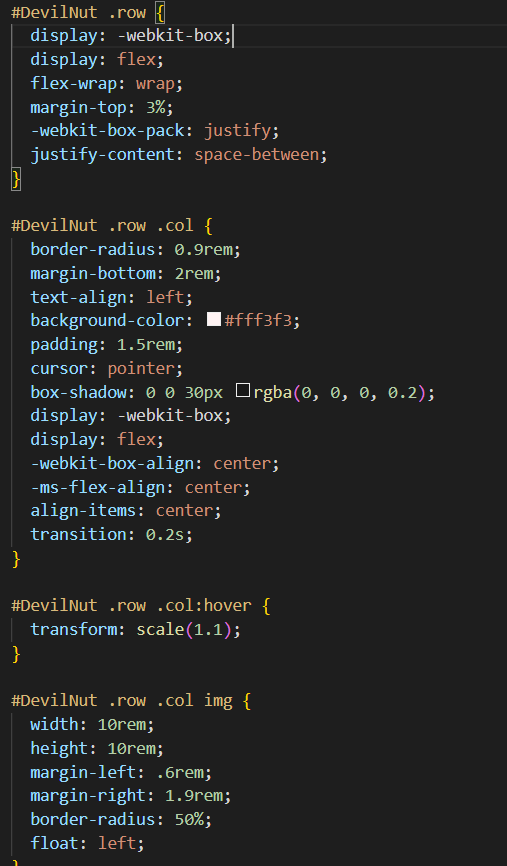 #DevilNut .row {
display: -webkit-box;
display: flex;
flex-wrap: wrap;
margin-top: 3%;
-webkit-box-pack: justify;
justify-content: space-between;
}
#DevilNut .row .col {
border-radius: 0.9rem;
margin-bottom: 2rem;
text-align: left;
background-color: #fff3f3;
padding: 1.5rem;
cursor: pointer;
box-shadow: 0 0 30px rgba(0, 0, 0, 0.2);
display: -webkit-box;
display: flex;
-webkit-box-align: center;
-ms-flex-align: center;
align-items: center;
transition: 0.2s;
}
#DevilNut .row .col:hover {
transform: scale(1.1);
}
#DevilNut .row .col img {
width: 10rem;
height: 10rem;
margin-left: .6rem;
margin-right: 1.9rem;
border-radius: 50%;
float: left;
}